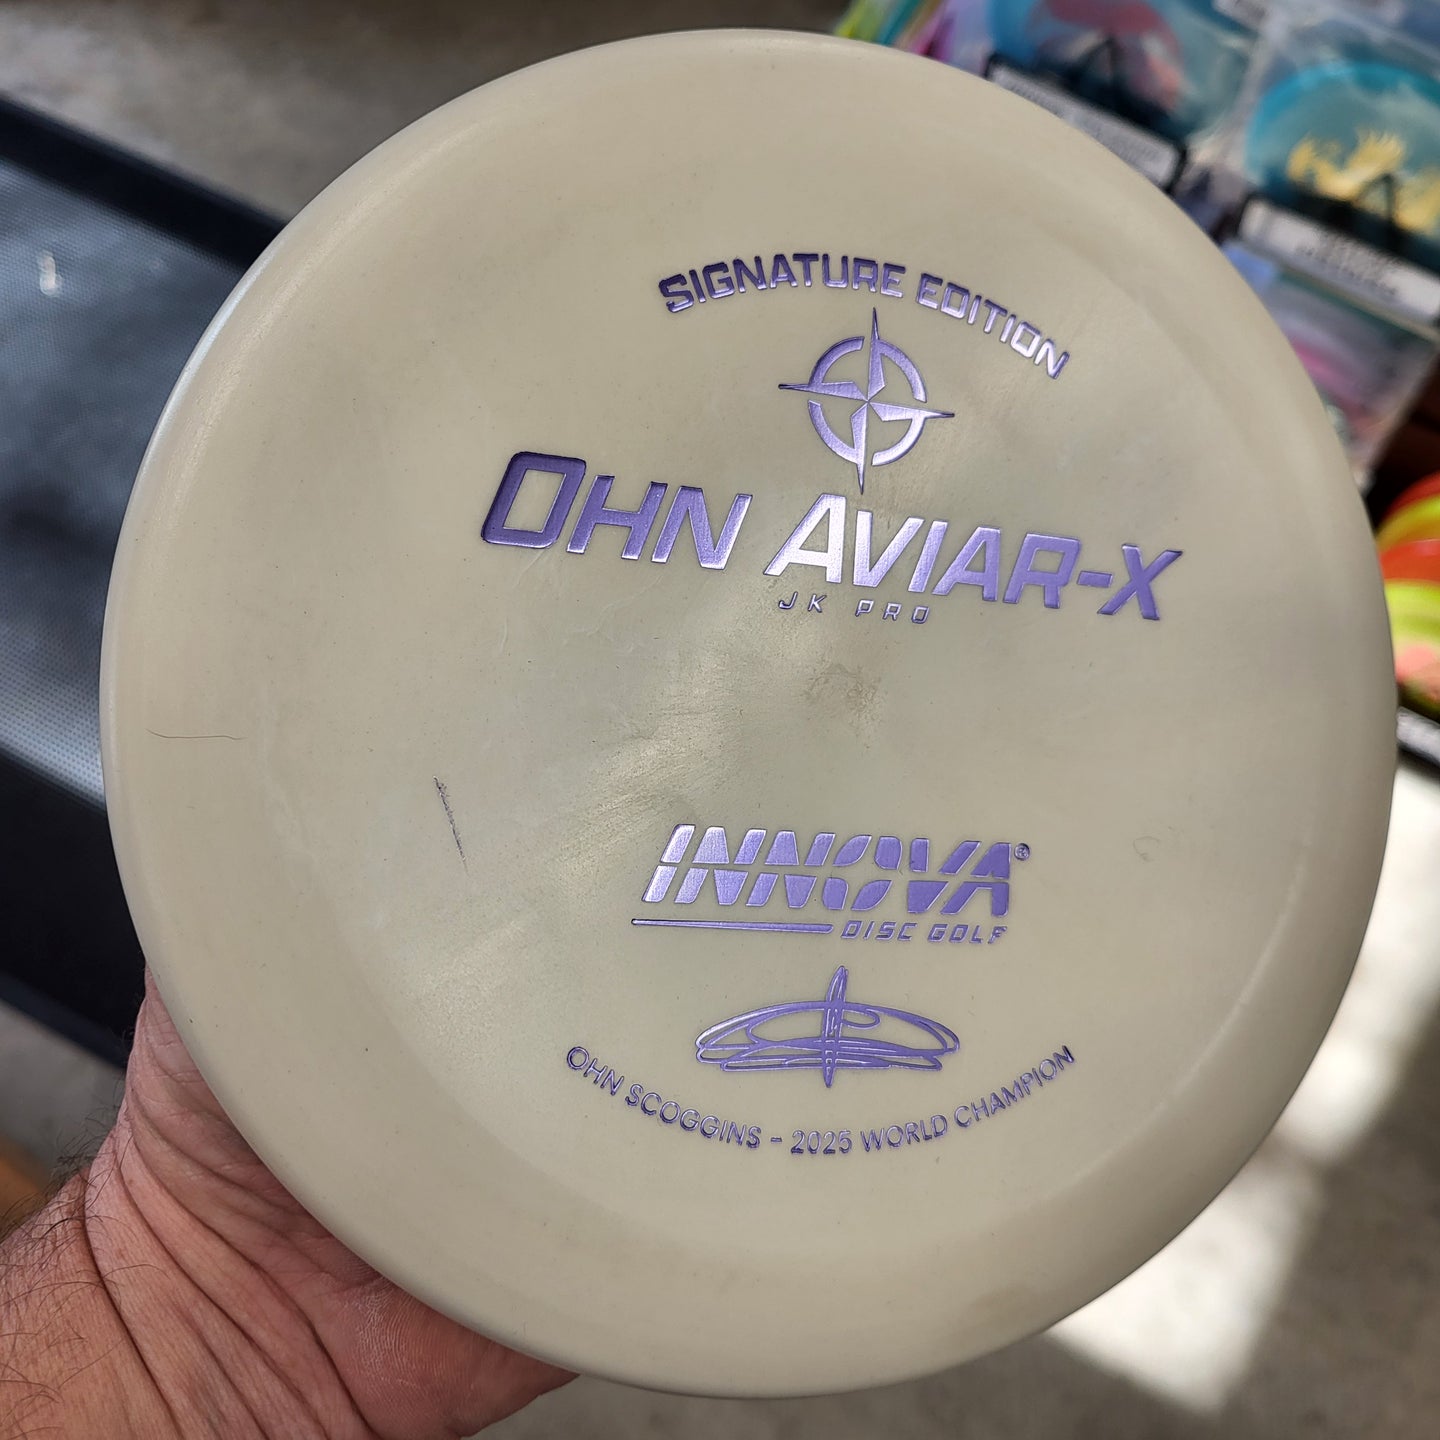 SIGNATURE EDITION
OHN AVIAR-X
JK PRO
INNOVA®
DISC GOLF
OHN SCOGGINS - 2025 WORLD CHAMPION